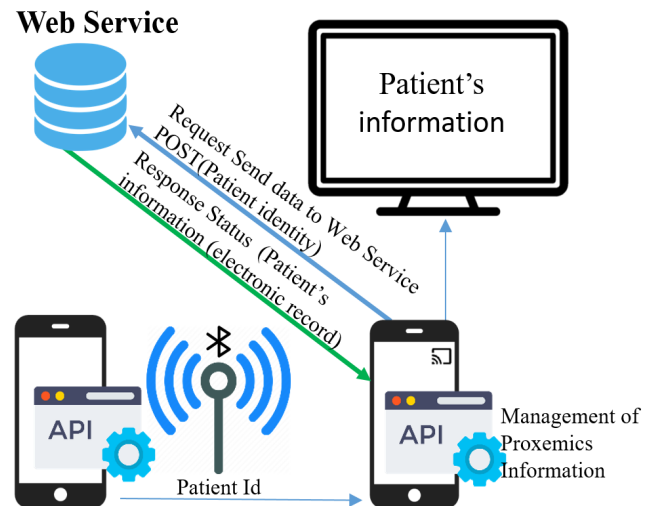 Web Service
Patient's
information
Request Send data to Web Service
POST(Patient identity)
Response Status (Patient's
information (electronic record)
API
API
Management of
Proxemics
Information
Patient Id